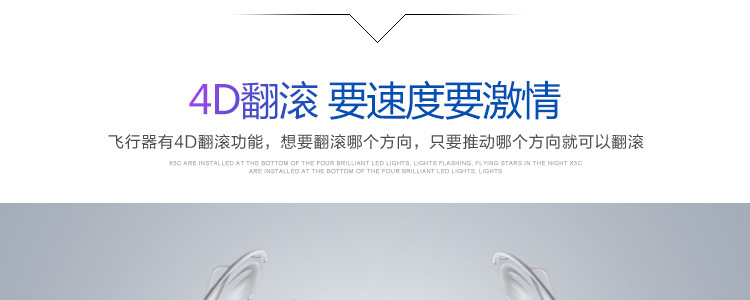 4D翻滚 要速度要激情
飞行器有4D翻滚功能，想要翻滚哪个方向，只要推动哪个方向就可以翻滚
X5C ARE INSTALLED AT THE BOTTOM OF THE FOUR BRILLIANT LED LIGHTS, LIGHTS FLASHING, FLYING STARS IN THE NIGHT X5C
ARE INSTALLED AT THE BOTTOM OF THE FOUR BRILLIANT LED LIGHTS, LIGHTS